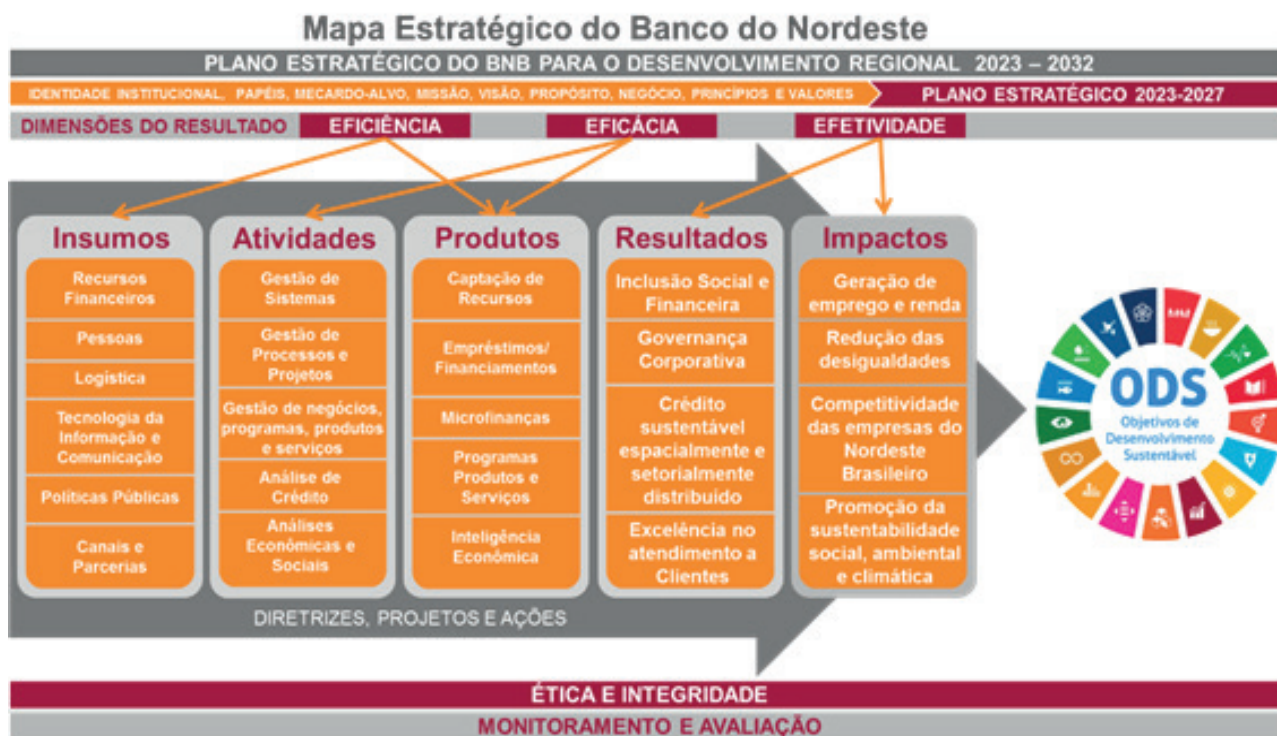 Mapa Estratégico do Banco do Nordeste
PLANO ESTRATÉGICO DO BNB PARA O DESENVOLVIMENTO REGIONAL 2023 – 2032
IDENTIDADE INSTITUCIONAL, PAPÉIS, MECARDO-ALVO, MISSÃO, VISÃO, PROPÓSITO, NEGÓCIO, PRINCÍPIOS E VALORES
PLANO ESTRATÉGICO 2023-2027
DIMENSÕES DO RESULTADO
EFICIÊNCIA
EFICÁCIA
EFETIVIDADE
Insumos
Recursos
Financeiros
Pessoas
Logística
Tecnologia da
Informação e
Comunicação
Políticas Públicas
Canais e
Parcerias
Atividades
Gestão de
Sistemas
Gestão de
Processos e
Projetos
Gestão de negócios,
programas, produtos
e serviços
Análise de
Crédito
Análises
Econômicas e
Sociais
Produtos
Captação de
Recursos
Empréstimos/
Financiamentos
Microfinanças
Programas
Produtos e
Serviços
Inteligência
Econômica
Resultados
Inclusão Social e
Financeira
Governança
Corporativa
Crédito
sustentável
espacialmente e
setorialmente
distribuído
Excelência no
atendimento a
Clientes
Impactos
Geração de
emprego e renda
Redução das
desigualdades
Competitividade
das empresas do
Nordeste
Brasileiro
Promoção da
sustentabilidade
social, ambiental
e climática
ODS
Objetivos de
Desenvolvimento
Sustentável
DIRETRIZES, PROJETOS E AÇÕES
ÉTICA E INTEGRIDADE
MONITORAMENTO E AVALIAÇÃO